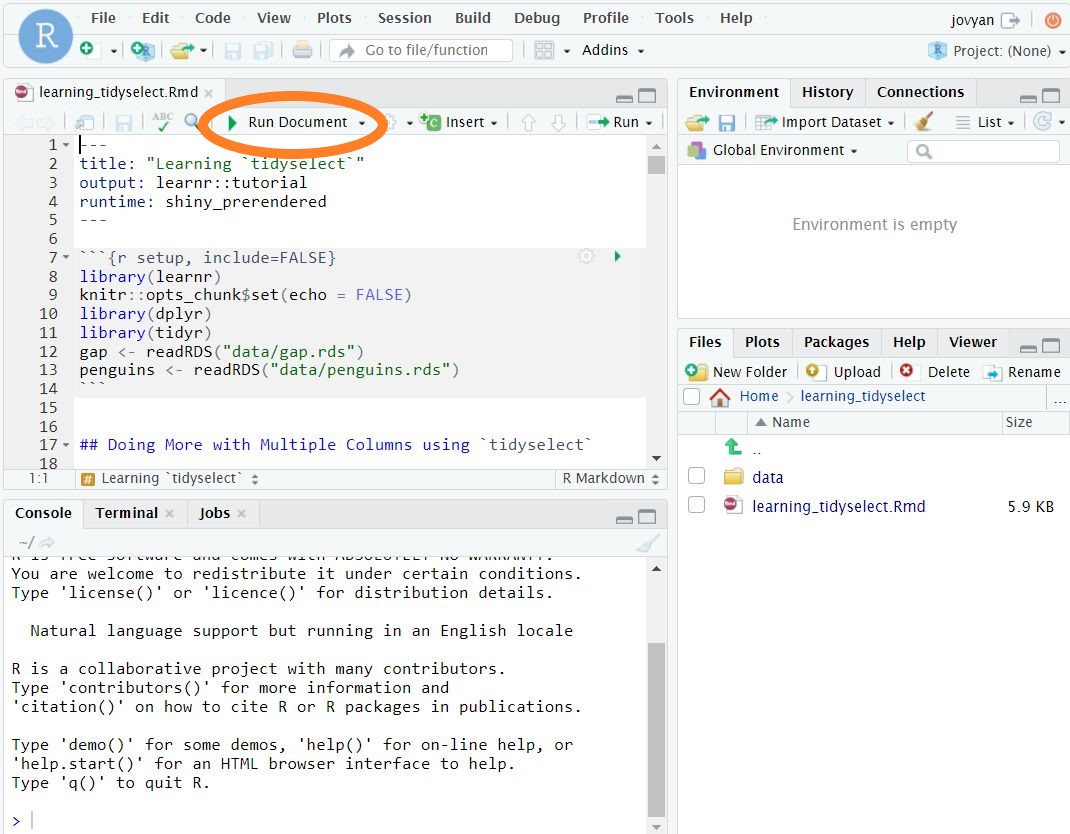 R
File Edit Code View Plots Session Build Debug Profile Tools Help
jovyan
Go to file/function
Addins
Project: (None)
learning_tidyselect.Rmd
ABC
Run Document
Insert
Run
1 ---
2 title: "Learning `tidyselect`"
3 output: learnr::tutorial
4 runtime: shiny_prerendered
5 ---
6
7 ```{r setup, include=FALSE}
8 library(learnr)
9 knitr::opts_chunk$set(echo = FALSE)
10 library(dplyr)
11 library(tidyr)
12 gap <- readRDS("data/gap.rds")
13 penguins <- readRDS("data/penguins.rds")
14 ```
15
16
17 ## Doing More with Multiple Columns using `tidyselect`
18
1:1 # Learning `tidyselect` R Markdown
Console Terminal Jobs
~/
R is free software and comes with ABSOLUTELY NO WARRANTY.
You are welcome to redistribute it under certain conditions.
Type 'license()' or 'licence()' for distribution details.
Natural language support but running in an English locale
R is a collaborative project with many contributors.
Type 'contributors()' for more information and
'citation()' on how to cite R or R packages in publications.
Type 'demo()' for some demos, 'help()' for on-line help, or
'help.start()' for an HTML browser interface to help.
Type 'q()' to quit R.
>
Environment History Connections
Import Dataset List
Global Environment
Environment is empty
Files Plots Packages Help Viewer
New Folder Upload Delete Rename
Home learning_tidyselect ...
Name Size
..
data
learning_tidyselect.Rmd 5.9 KB